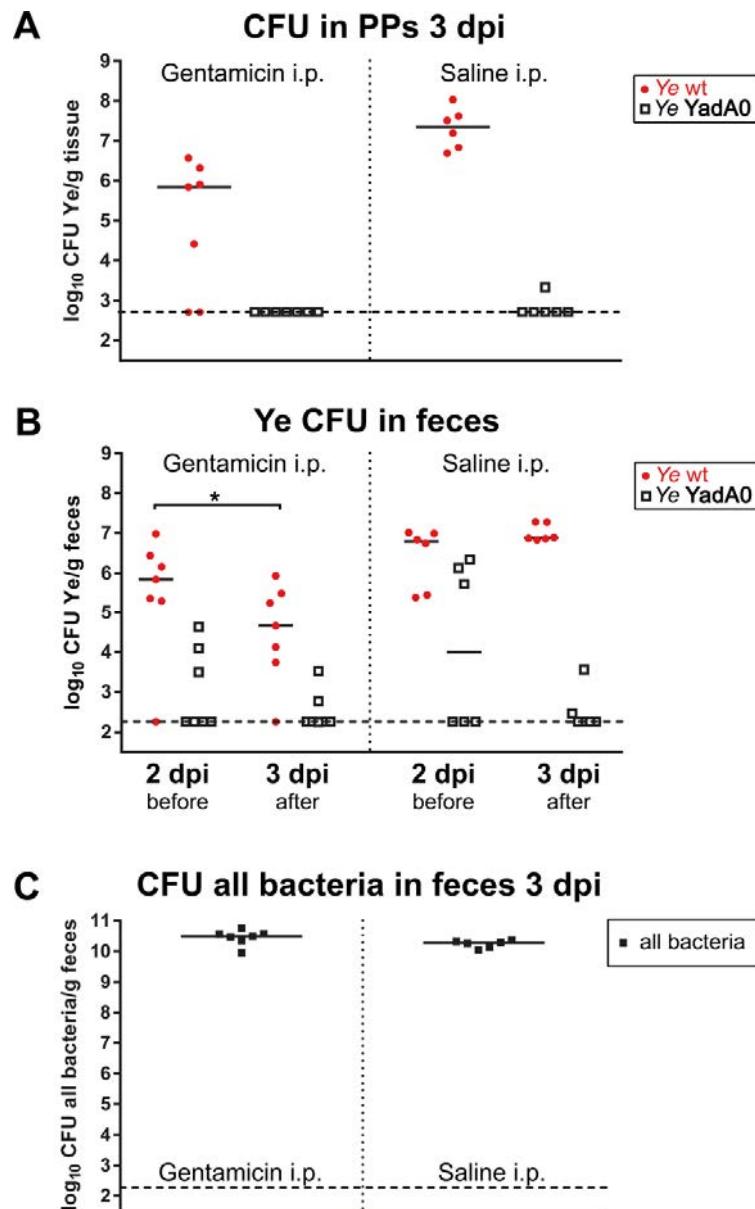 A
CFU in PPs 3 dpi
Gentamicin i.p.
Saline i.p.
Ye wt
Ye YadA0
log10 CFU Ye/g tissue
9
8
7
6
5
4
3
2
B
Ye CFU in feces
Gentamicin i.p.
Saline i.p.
Ye wt
Ye YadA0
*
log10 CFU Ye/g feces
9
8
7
6
5
4
3
2
2 dpi 3 dpi 2 dpi 3 dpi
before after before after
C
CFU all bacteria in feces 3 dpi
all bacteria
log10 CFU all bacteria/g feces
11
10
9
8
7
6
5
4
3
2
Gentamicin i.p.
Saline i.p.